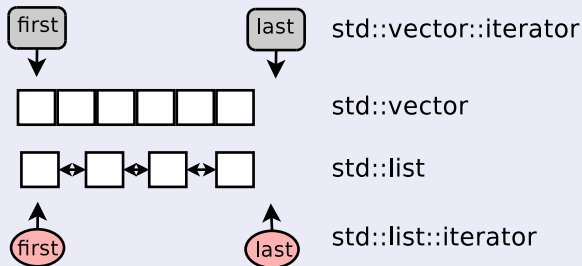 first last std::vector::iterator
std::vector
std::list
first last std::list::iterator